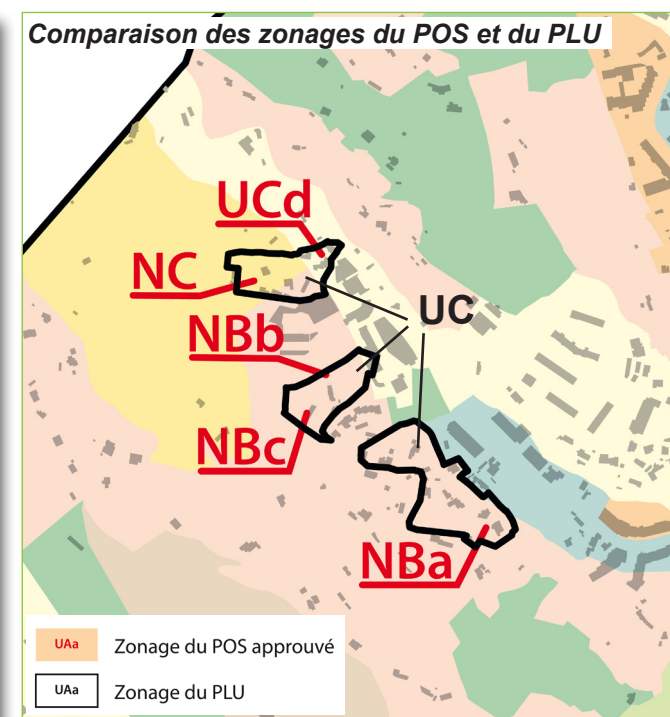 Comparaison des zonages du POS et du PLU
UCd
NC
UC
NBb
NBc
NBa
UAa Zonage du POS approuvé
UAa Zonage du PLU